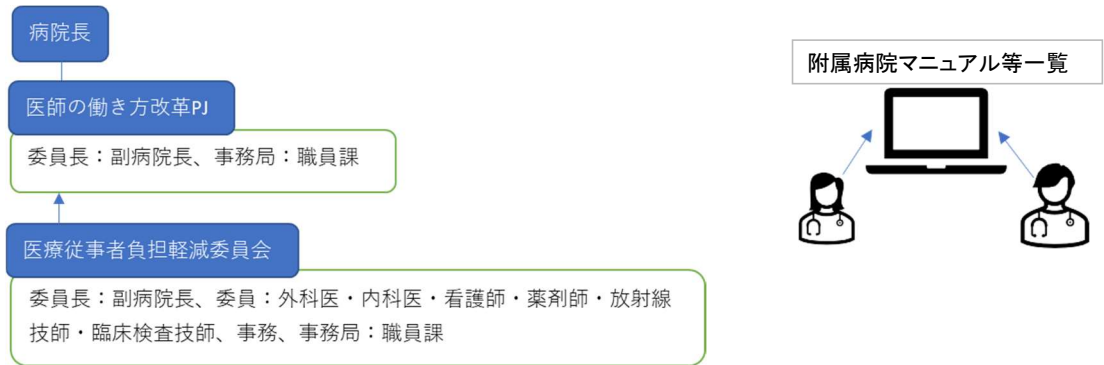 病院長
医師の働き方改革PJ
委員長：副病院長、事務局：職員課
医療従事者負担軽減委員会
委員長：副病院長、委員：外科医・内科医・看護師・薬剤師・放射線
技師・臨床検査技師、事務、事務局：職員課
附属病院マニュアル等一覧